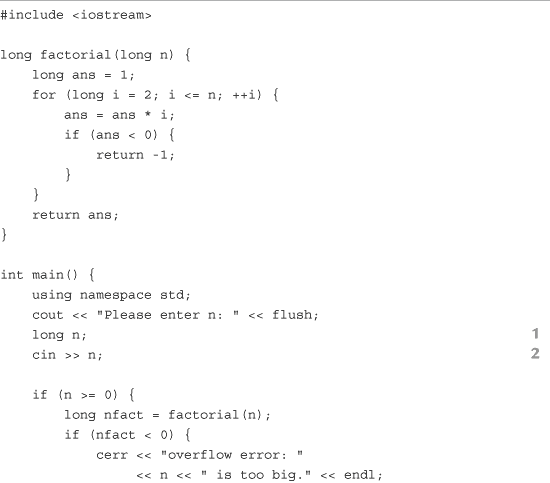 #include <iostream>
long factorial(long n) {
    long ans = 1;
    for (long i = 2; i <= n; ++i) {
        ans = ans * i;
        if (ans < 0) {
            return -1;
        }
    }
    return ans;
}
int main() {
    using namespace std;
    cout << "Please enter n: " << flush;
    long n; 1
    cin >> n; 2
    if (n >= 0) {
        long nfact = factorial(n);
        if (nfact < 0) {
            cerr << "overflow error: "
                 << n << " is too big." << endl;